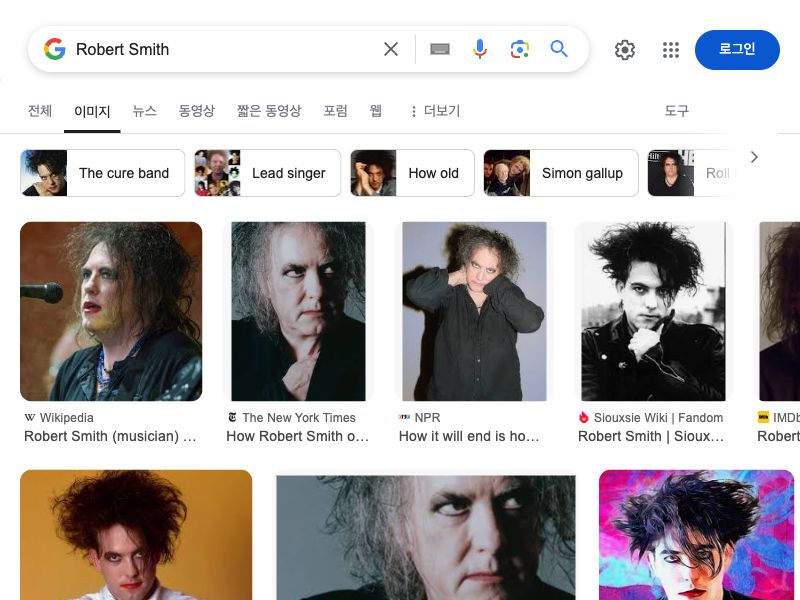 Robert Smith
로그인
전체 이미지 뉴스 동영상 짧은 동영상 포럼 웹 더보기 도구
The cure band Lead singer How old Simon gallup Roll
Wikipedia The New York Times NPR Siouxsie Wiki | Fandom IMDb
Robert Smith (musician) ... How Robert Smith o... How it will end is ho... Robert Smith | Sioux... Robert